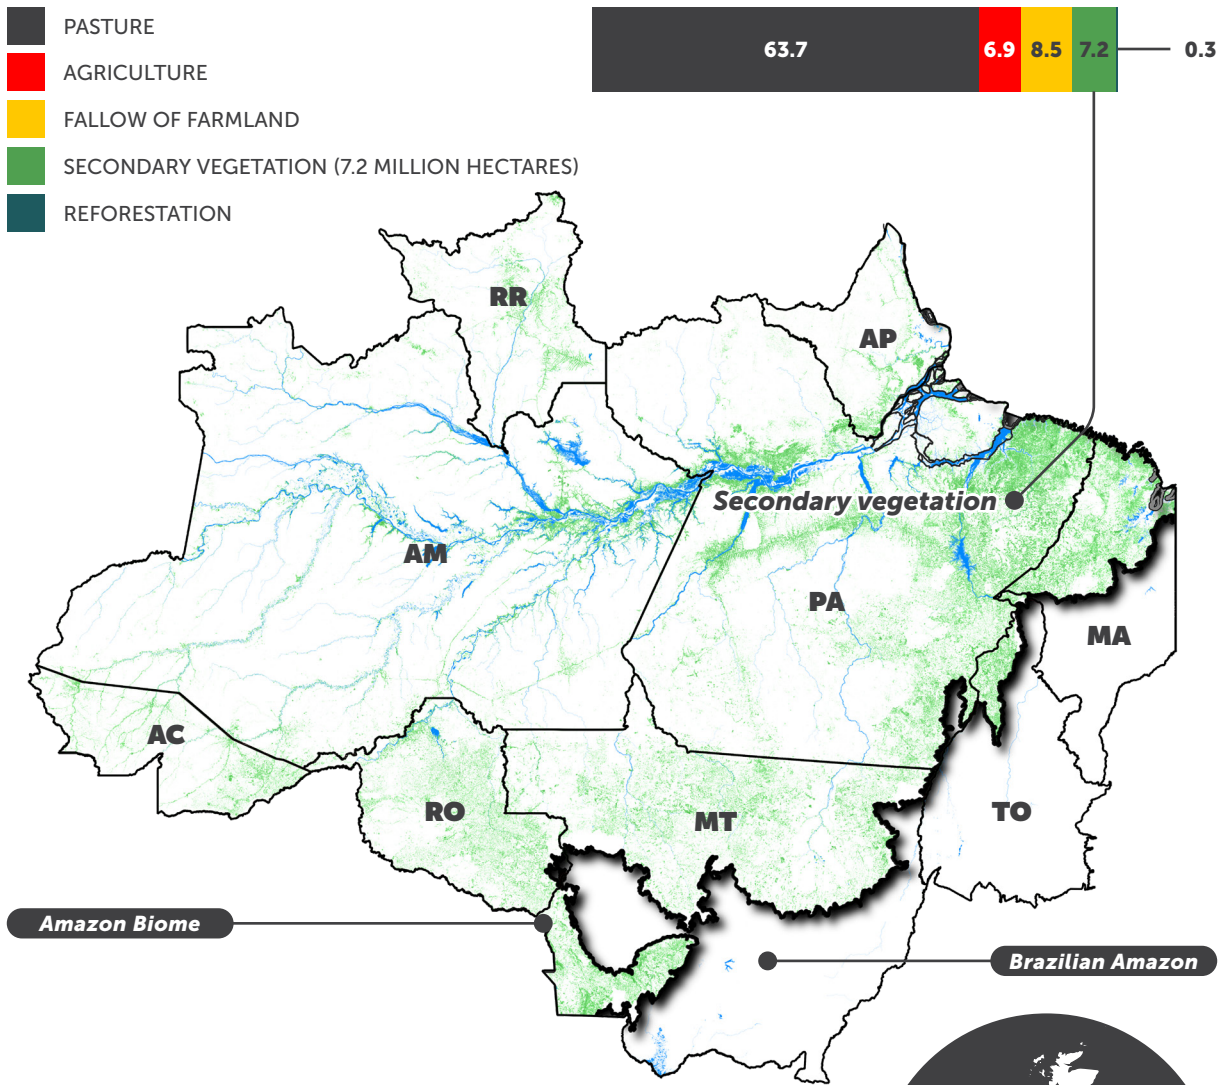 PASTURE
AGRICULTURE
FALLOW OF FARMLAND
SECONDARY VEGETATION (7.2 MILLION HECTARES)
REFORESTATION
63.7
6.9
8.5
7.2
0.3
RR
AP
Secondary vegetation
AM
PA
MA
AC
RO
MT
TO
Amazon Biome
Brazilian Amazon